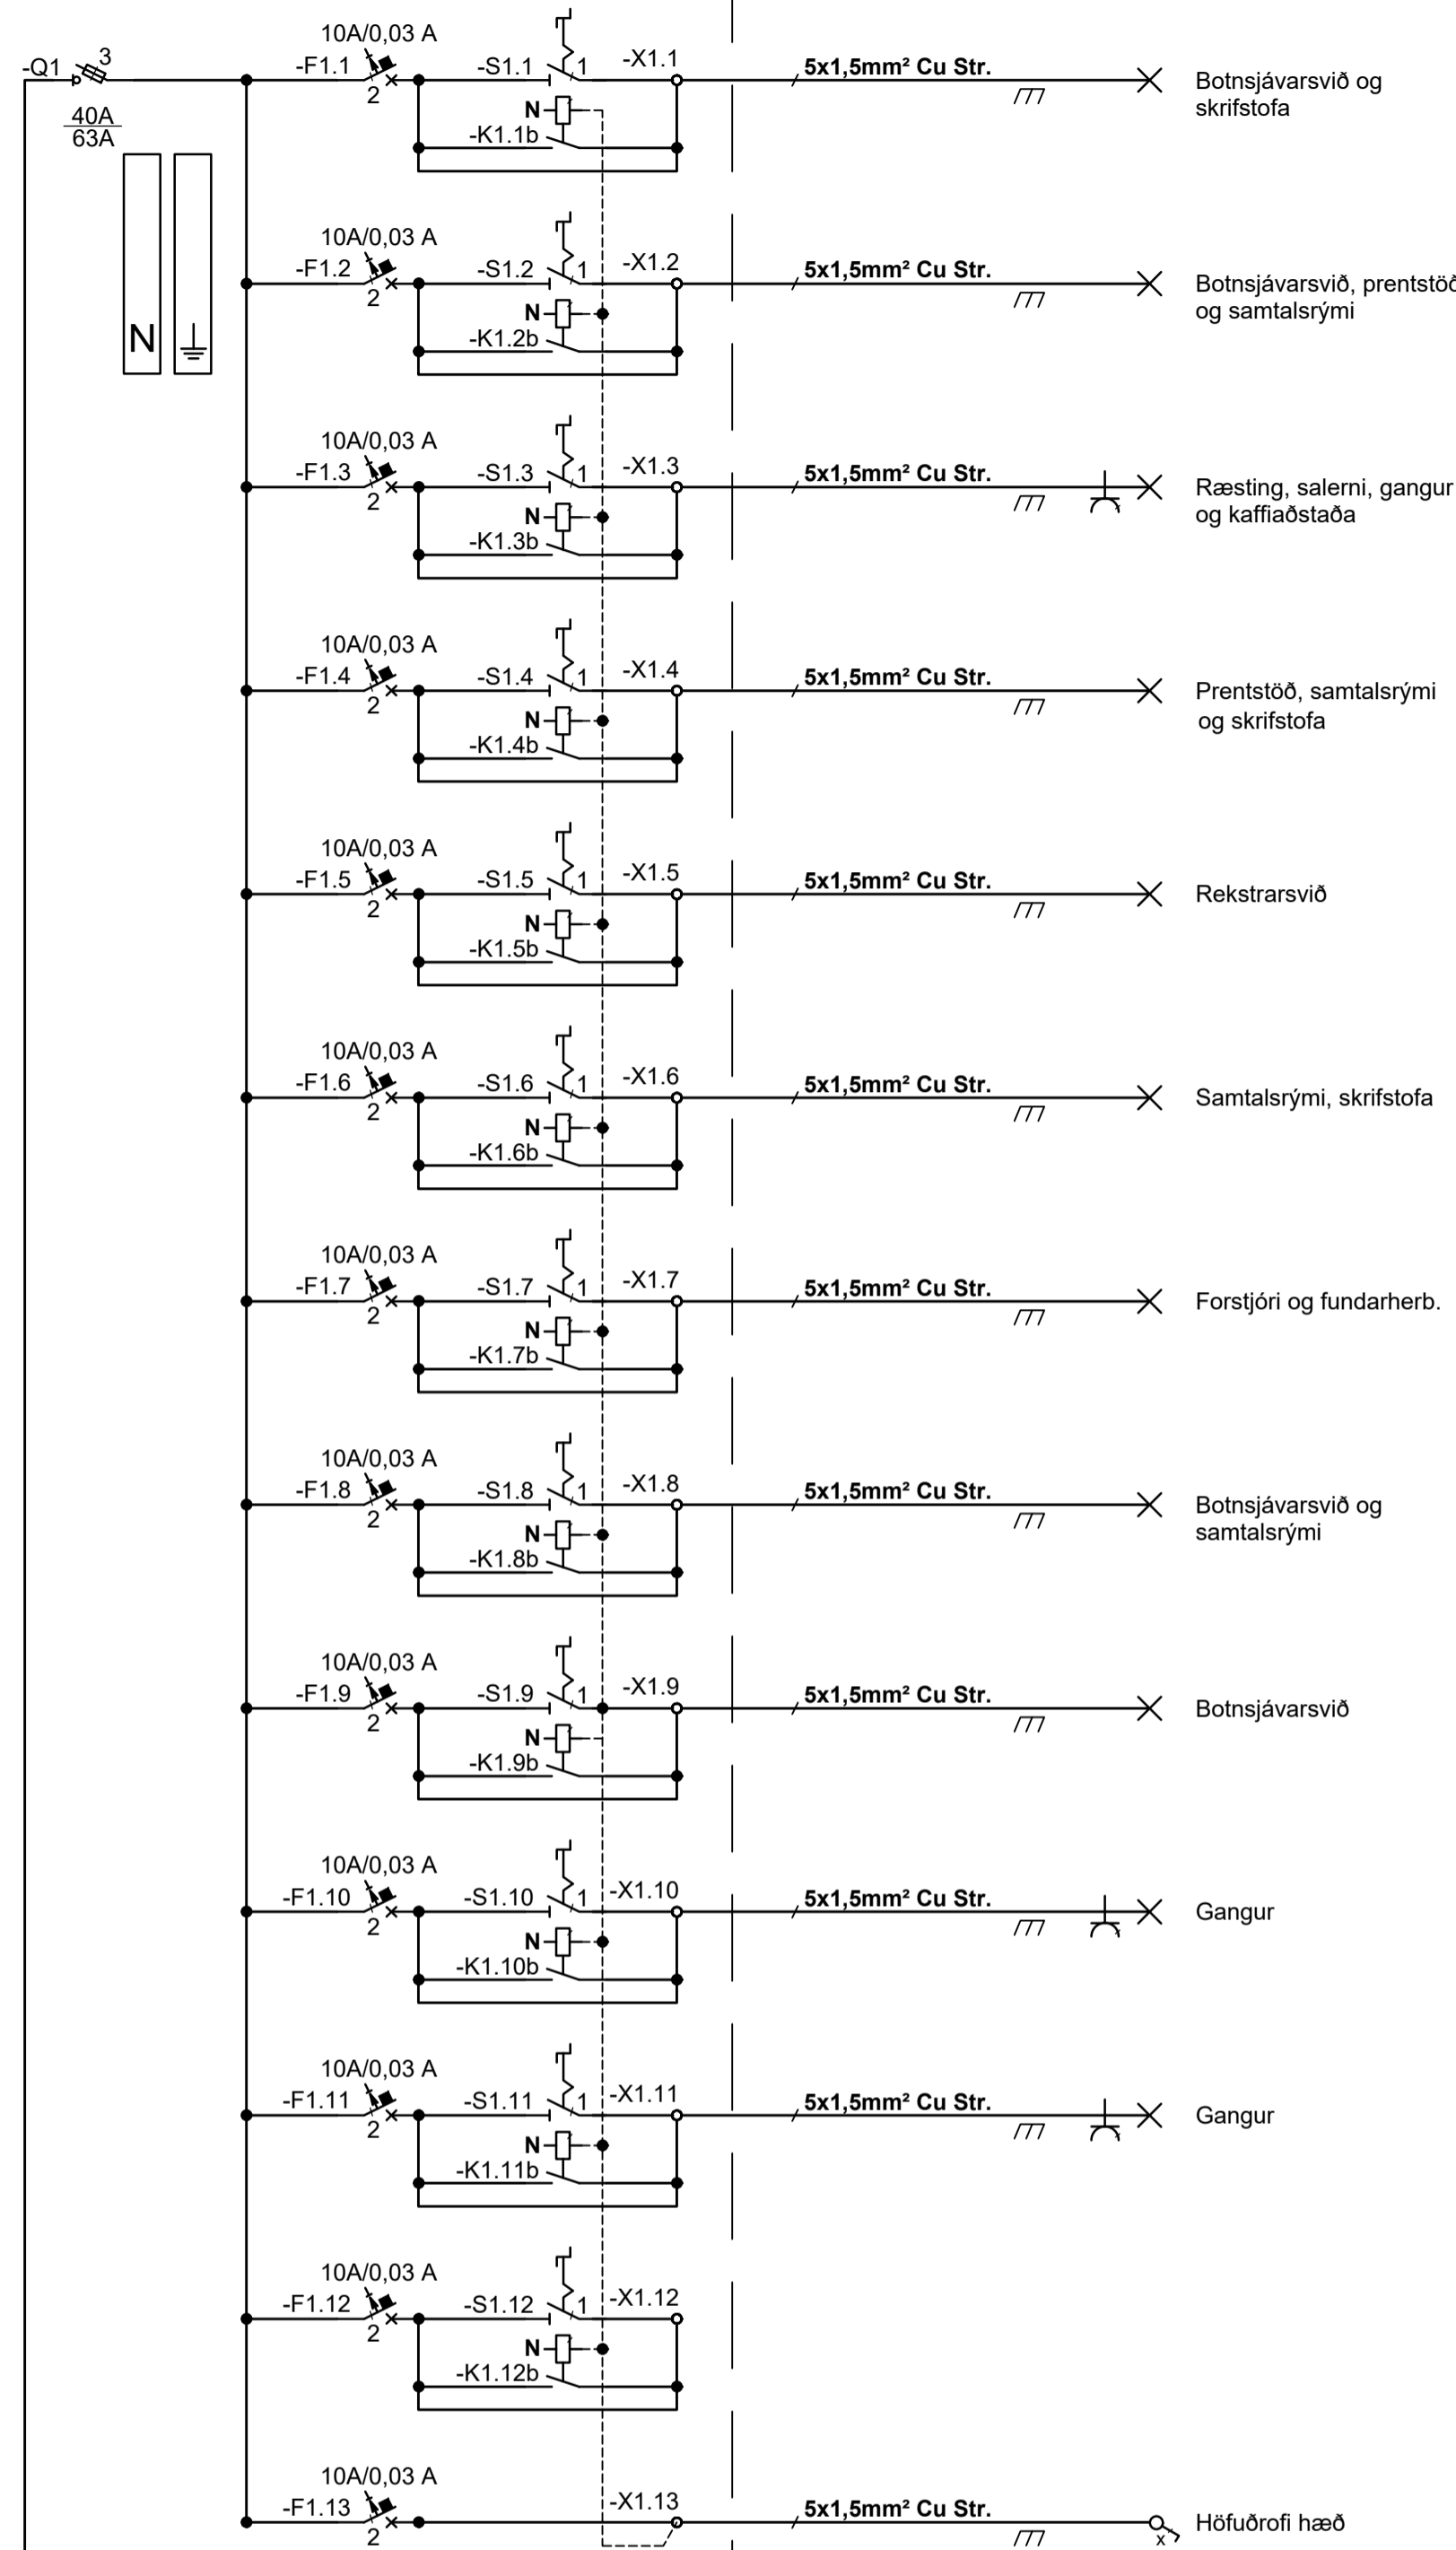 -Q1
3
40A
63A
N
10A/0,03 A
-F1.1
2
-S1.1
1
-X1.1
N
-K1.1b
5x1,5mm² Cu Str.
Botnsjávarsvið og
skrifstofa
10A/0,03 A
-F1.2
2
-S1.2
1
-X1.2
N
-K1.2b
5x1,5mm² Cu Str.
Botnsjávarsvið, prentstöð
og samtalsrými
10A/0,03 A
-F1.3
2
-S1.3
1
-X1.3
N
-K1.3b
5x1,5mm² Cu Str.
Ræsting, salerni, gangur
og kaffiaðstaða
10A/0,03 A
-F1.4
2
-S1.4
1
-X1.4
N
-K1.4b
5x1,5mm² Cu Str.
Prentstöð, samtalsrými
og skrifstofa
10A/0,03 A
-F1.5
2
-S1.5
1
-X1.5
N
-K1.5b
5x1,5mm² Cu Str.
Rekstrarsvið
10A/0,03 A
-F1.6
2
-S1.6
1
-X1.6
N
-K1.6b
5x1,5mm² Cu Str.
Samtalsrými, skrifstofa
10A/0,03 A
-F1.7
2
-S1.7
1
-X1.7
N
-K1.7b
5x1,5mm² Cu Str.
Forstjóri og fundarherb.
10A/0,03 A
-F1.8
2
-S1.8
1
-X1.8
N
-K1.8b
5x1,5mm² Cu Str.
Botnsjávarsvið og
samtalsrými
10A/0,03 A
-F1.9
2
-S1.9
1
-X1.9
N
-K1.9b
5x1,5mm² Cu Str.
Botnsjávarsvið
10A/0,03 A
-F1.10
2
-S1.10
1
-X1.10
N
-K1.10b
5x1,5mm² Cu Str.
Gangur
10A/0,03 A
-F1.11
2
-S1.11
1
-X1.11
N
-K1.11b
5x1,5mm² Cu Str.
Gangur
10A/0,03 A
-F1.12
2
-S1.12
1
-X1.12
N
-K1.12b
10A/0,03 A
-F1.13
2
-X1.13
5x1,5mm² Cu Str.
x
Höfuðrofi hæð